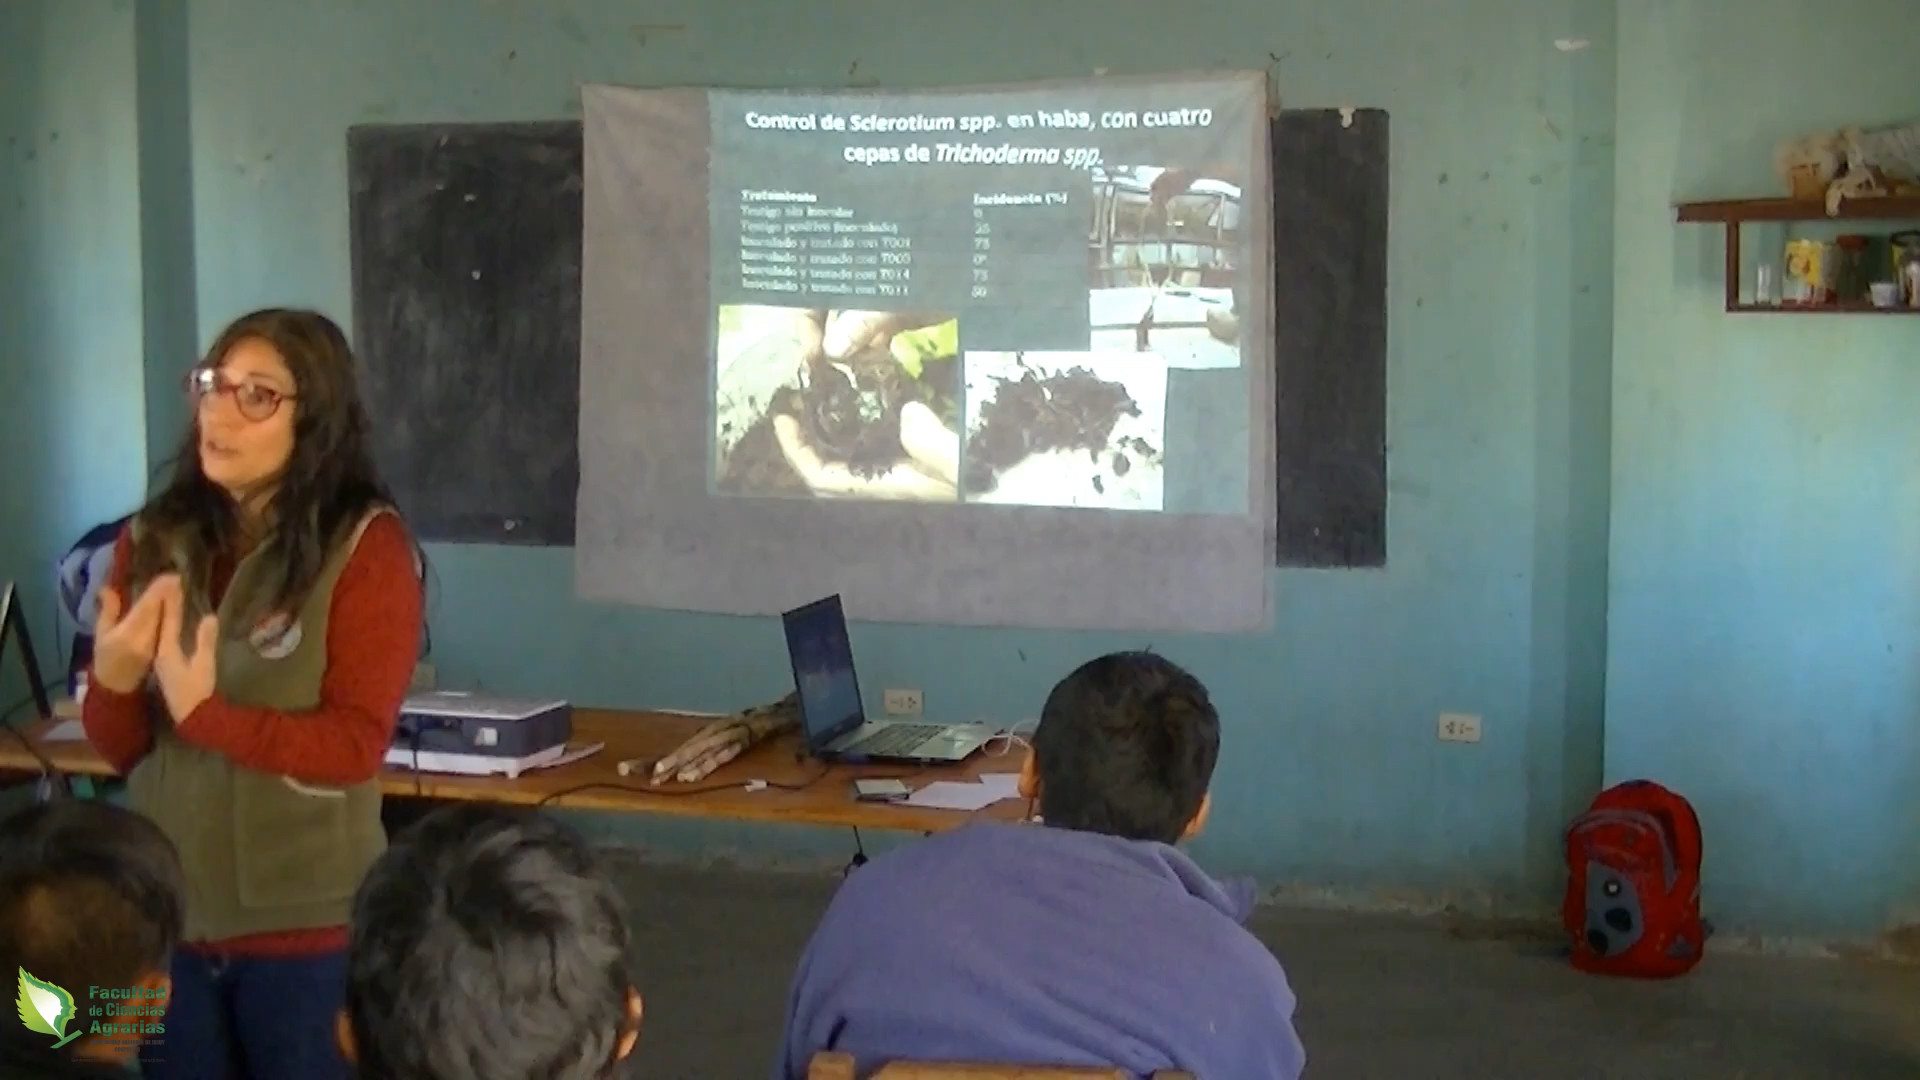 Control de Sclerotium spp. en haba, con cuatro
cepas de Trichoderma spp.
Tratamiento Incidencia (%)
Testigo sin inocular 0
Testigo positivo (inoculado) 25
Inoculado y tratado con T001 75
Inoculado y tratado con 0*
Inoculado y tratado con T014 75
Inoculado y tratado con T011 50
Facultad
de Ciencias
Agrarias